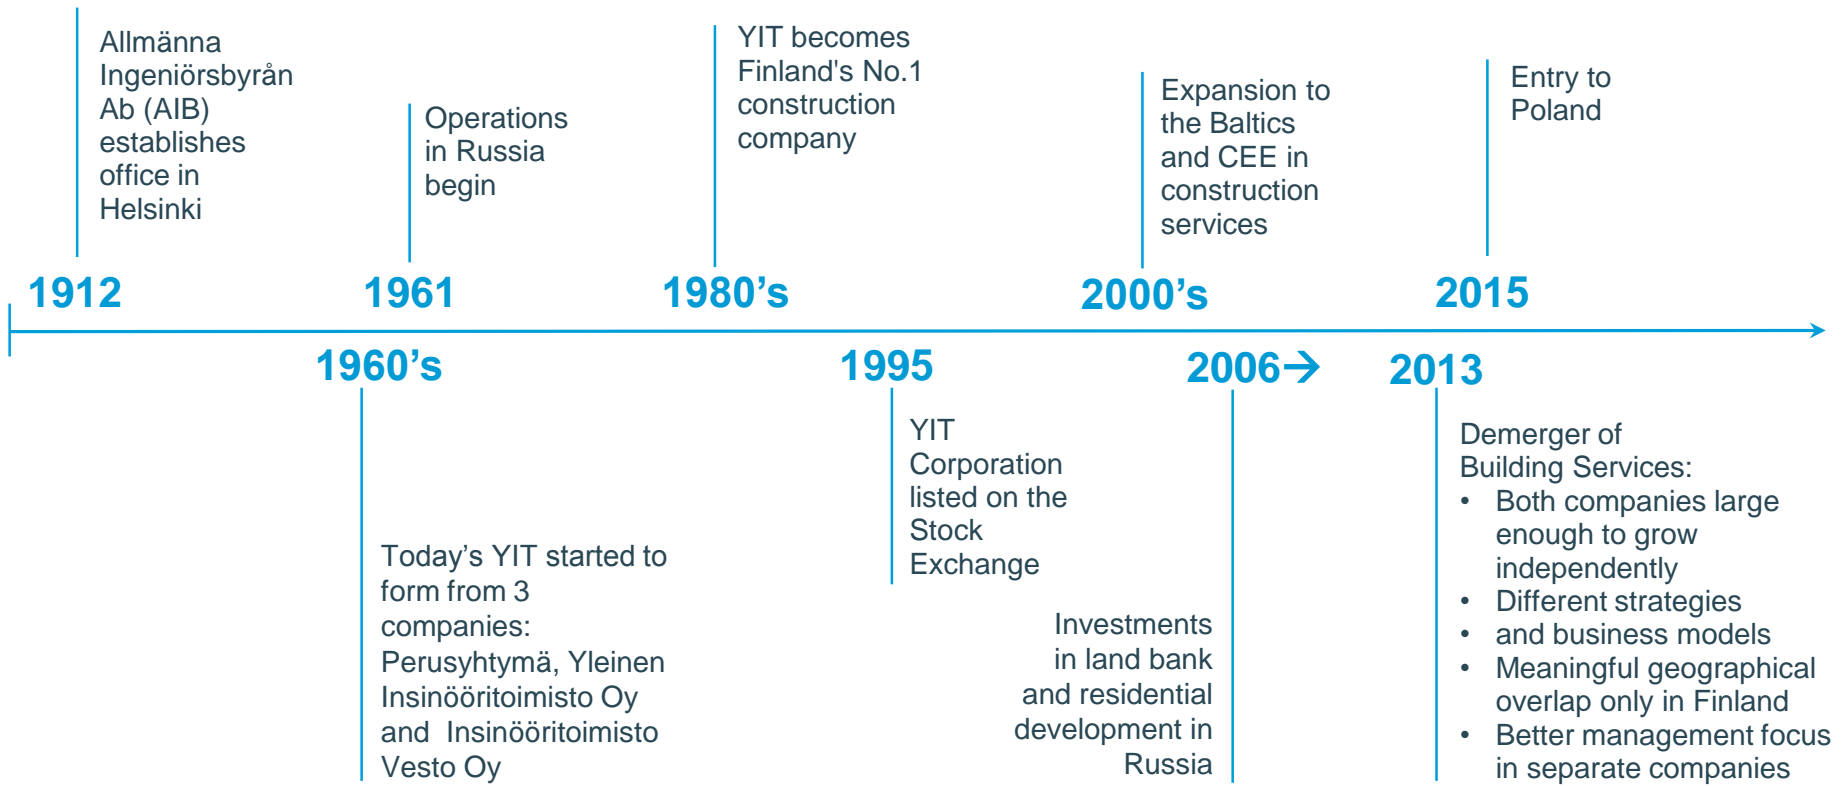 Allmänna
Ingeniörsbyrån
Ab (AIB)
establishes
office in
Helsinki
1912
Operations
in Russia
begin
1961
YIT becomes
Finland's No.1
construction
company
1980’s
Expansion to
the Baltics
and CEE in
construction
services
2000’s
Entry to
Poland
2015
1960’s
Today’s YIT started to
form from 3
companies:
Perusyhtymä, Yleinen
Insinööritoimisto Oy
and  Insinööritoimisto
Vesto Oy
1995
YIT
Corporation
listed on the
Stock
Exchange
2006→
Investments
in land bank
and residential
development in
Russia
2013
Demerger of
Building Services:
• Both companies large
enough to grow
independently
• Different strategies
• and business models
• Meaningful geographical
overlap only in Finland
• Better management focus
in separate companies